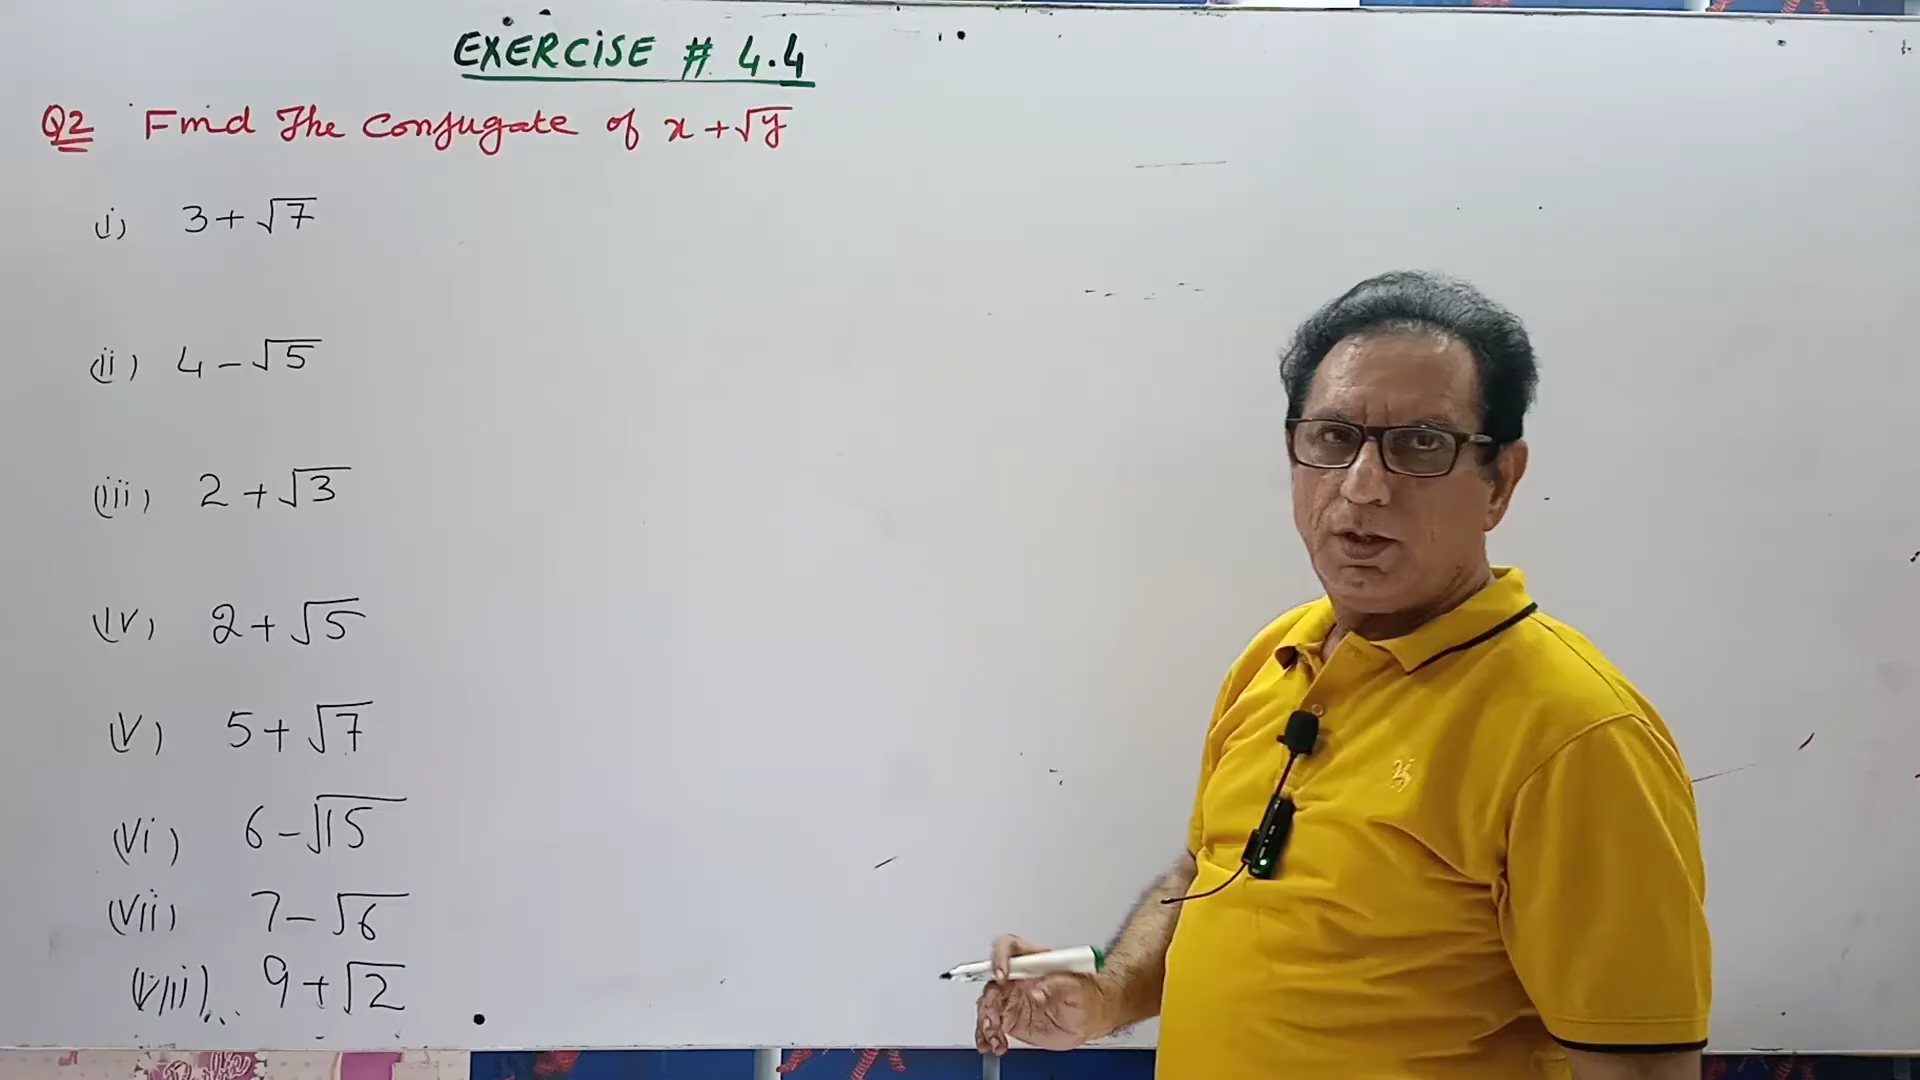 EXERCISE # 4.4
Q2 Find The Conjugate of x + √y
(i) 3 + √7
(ii) 4 - √5
(iii) 2 + √3
(iv) 2 + √5
(v) 5 + √7
(vi) 6 - √15
(vii) 7 - √6
(viii) 9 + √2